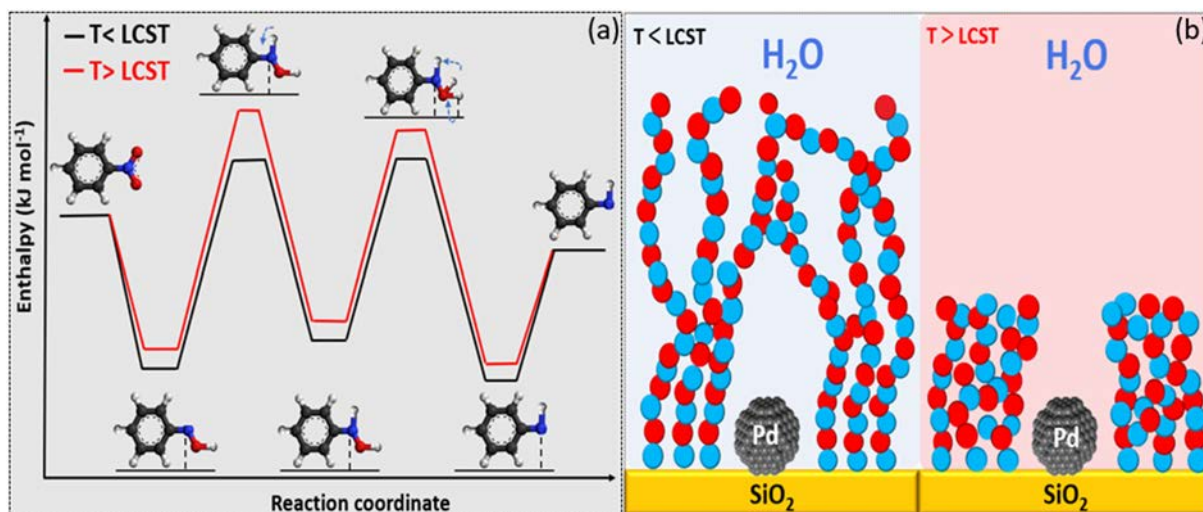 T< LCST
T> LCST
(a)
Enthalpy (kJ mol⁻¹)
Reaction coordinate
T < LCST
H₂O
Pd
SiO₂
T > LCST
(b)
H₂O
Pd
SiO₂